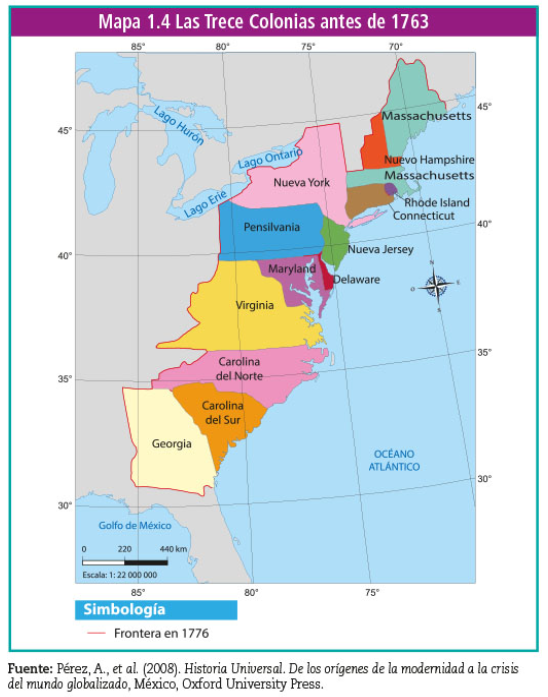 Mapa 1.4 Las Trece Colonias antes de 1763
85° 80° 75° 70°
45°
45°
40°
40°
35°
35°
30°
30°
Lago Hurón
Lago Ontario
Lago Erie
Massachusetts
Nuevo Hampshire
Massachusetts
Nueva York
Rhode Island
Connecticut
Pensilvania
Nueva Jersey
Maryland
Delaware
Virginia
N
O E
S
Carolina
del Norte
Carolina
del Sur
Georgia
OCÉANO
ATLÁNTICO
Golfo de México
0 220 440 km
Escala: 1: 22 000 000
85° 80° 75°
Simbología
Frontera en 1776
Fuente: Pérez, A., et al. (2008). Historia Universal. De los orígenes de la modernidad a la crisis
del mundo globalizado, México, Oxford University Press.